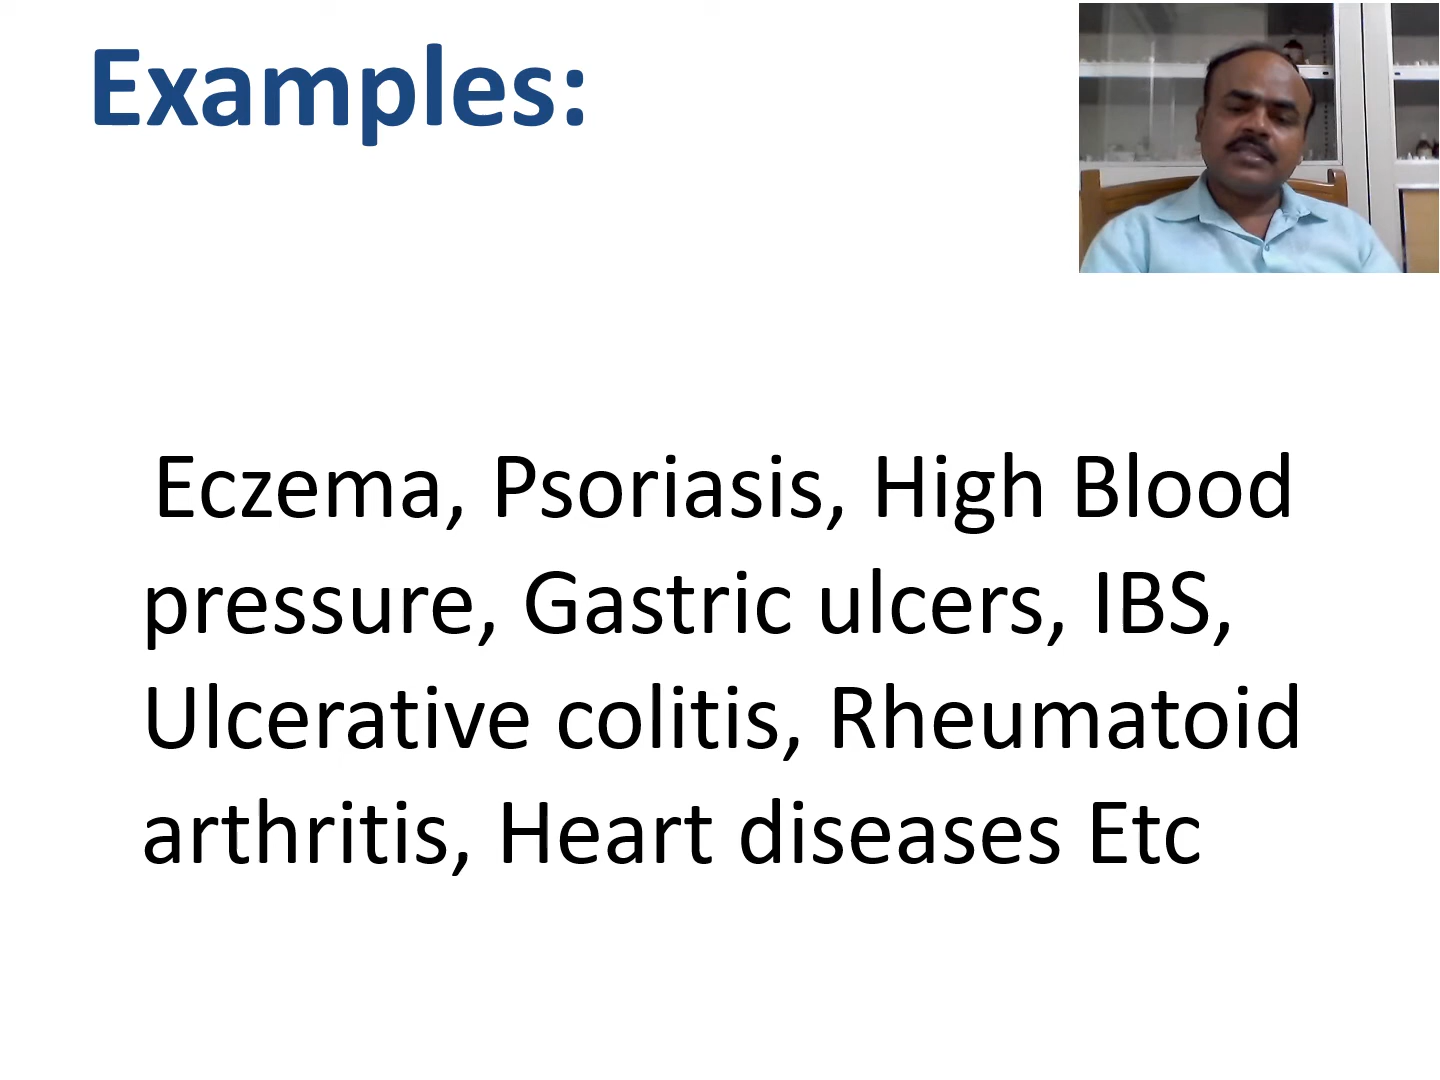 Examples:
Eczema, Psoriasis, High Blood
pressure, Gastric ulcers, IBS,
Ulcerative colitis, Rheumatoid
arthritis, Heart diseases Etc